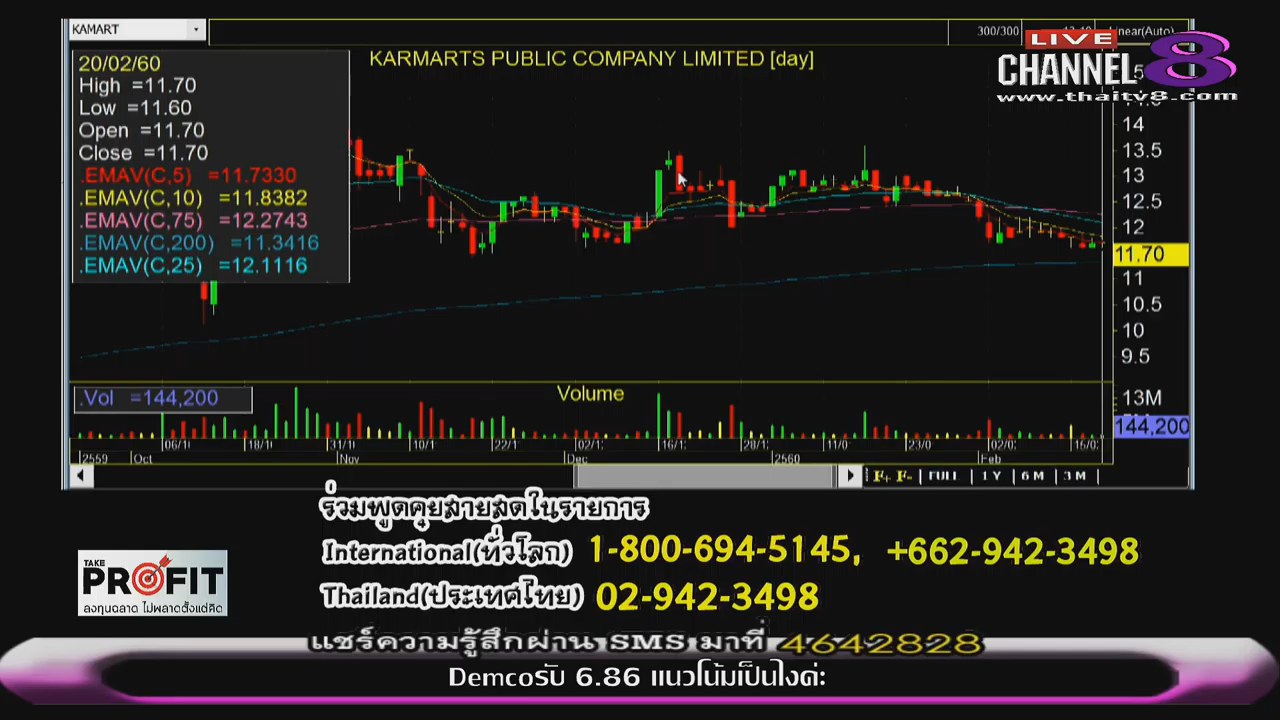 KAMART
300/300
Linear(Auto)
LIVE
CHANNEL 8
www.thaitv8.com
KARMARTS PUBLIC COMPANY LIMITED [day]
20/02/60
High =11.70
Low =11.60
Open =11.70
Close =11.70
.EMAV(C,5) =11.7330
.EMAV(C,10) =11.8382
.EMAV(C,75) =12.2743
.EMAV(C,200) =11.3416
.EMAV(C,25) =12.1116
14
13.5
13
12.5
12
11.70
11
10.5
10
9.5
.Vol =144,200
Volume
13M
144,200
06/1 18/1 31/1 10/1 22/1 02/1 16/1 28/1 11/0 23/0 02/0 15/0
2559 Oct Nov Dec 2560 Feb
F+ F- FULL 1 Y 6 M 3 M
ร่วมพูดคุยสายสดในรายการ
International(ทั่วโลก) 1-800-694-5145, +662-942-3498
Thailand(ประเทศไทย) 02-942-3498
TAKE
PROFIT
ลงทุนฉลาด ไม่พลาดตั้งแต่คิด
แชร์ความรู้สึกผ่าน SMS มาที่ 4642828
Demcoรับ 6.86 แนวโน้มเป็นไงค่ะ